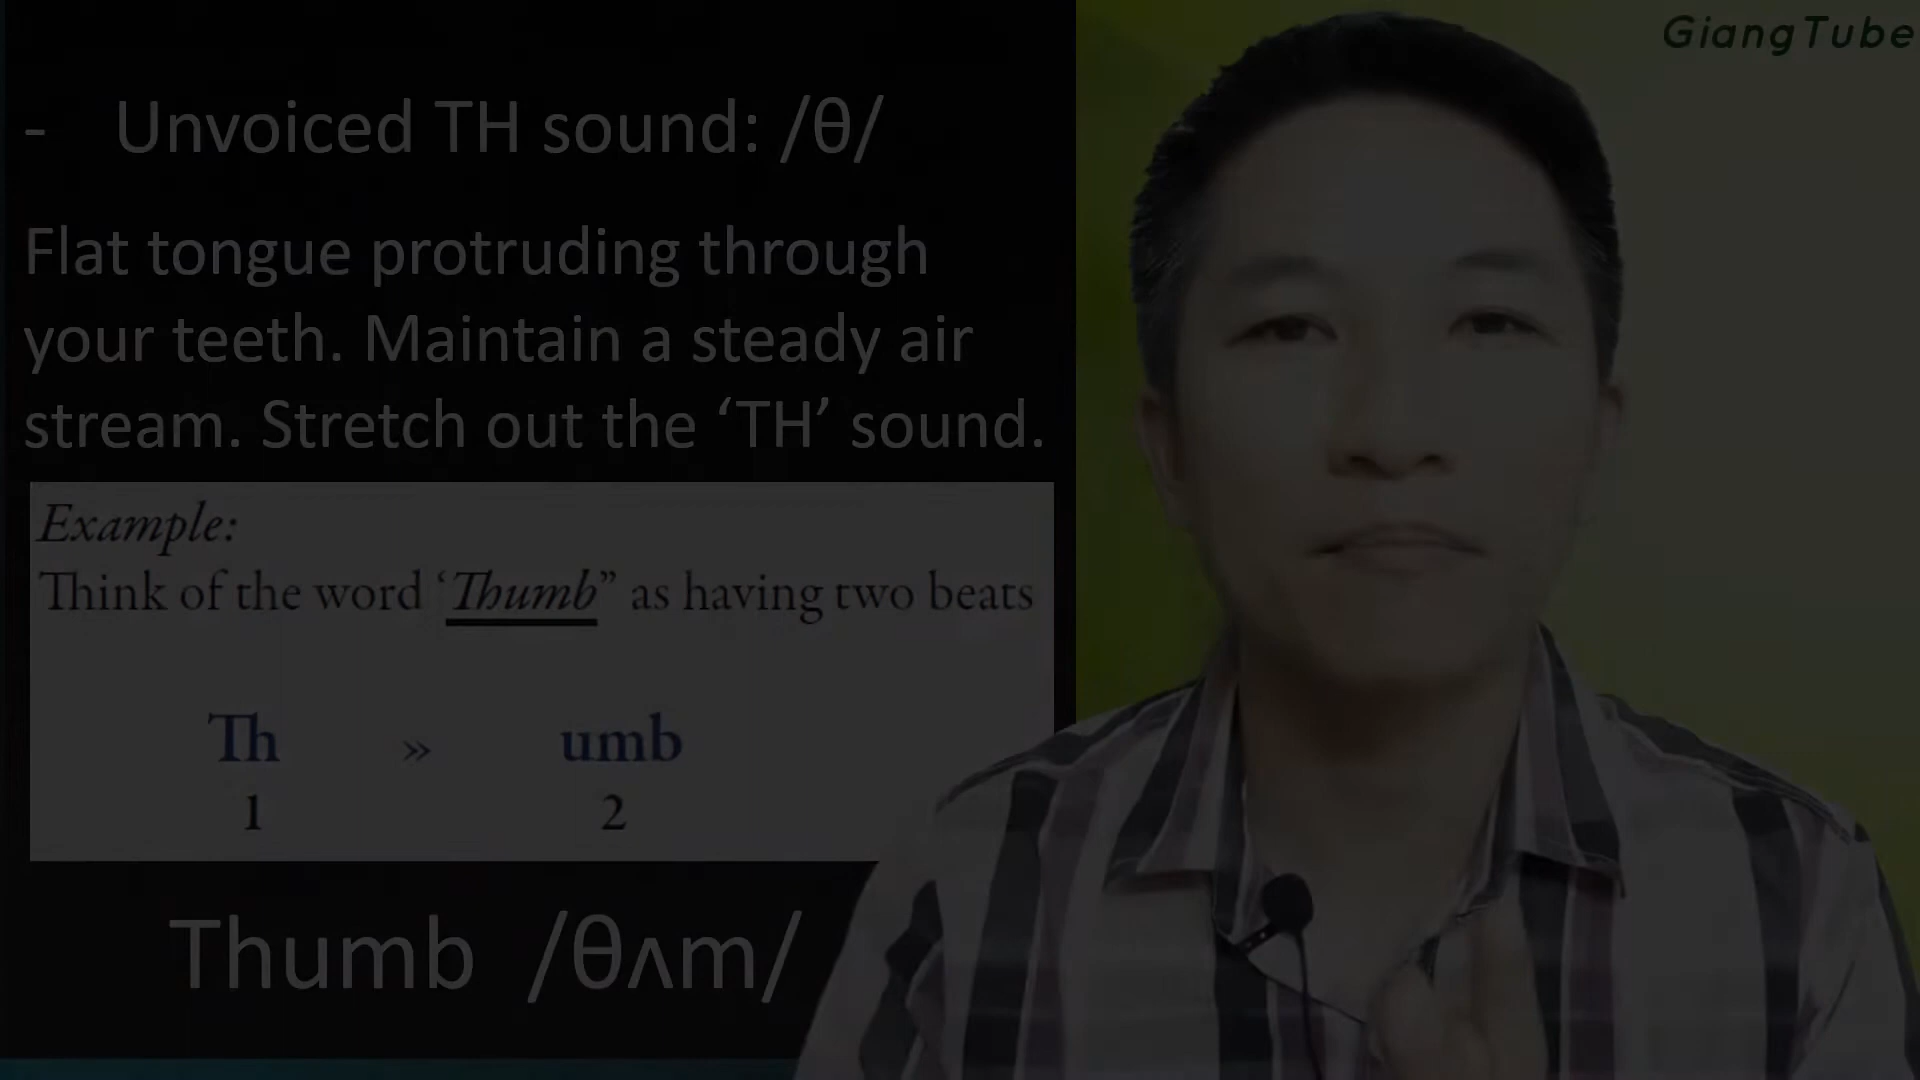 GiangTube
- Unvoiced TH sound: /θ/
Flat tongue protruding through
your teeth. Maintain a steady air
stream. Stretch out the ‘TH’ sound.
Example:
Think of the word ‘Thumb” as having two beats
Th » umb
1 2
Thumb /θʌm/